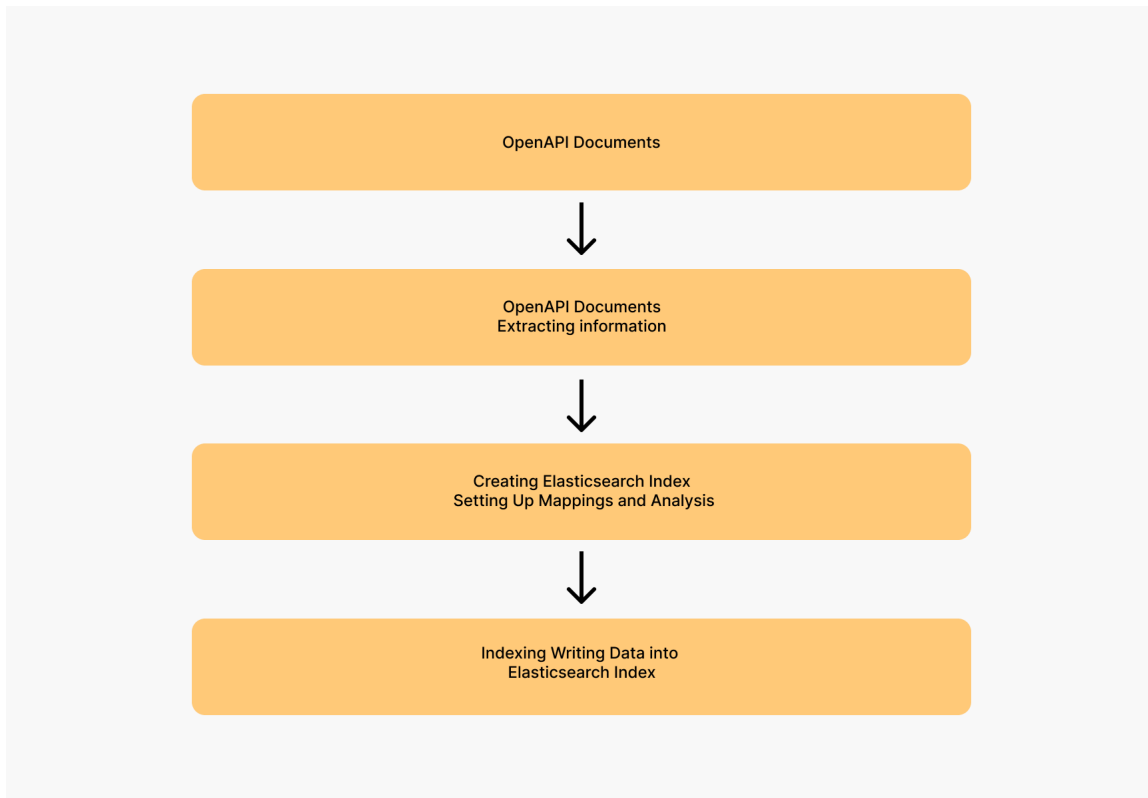 OpenAPI Documents
OpenAPI Documents
Extracting information
Creating Elasticsearch Index
Setting Up Mappings and Analysis
Indexing Writing Data into
Elasticsearch Index